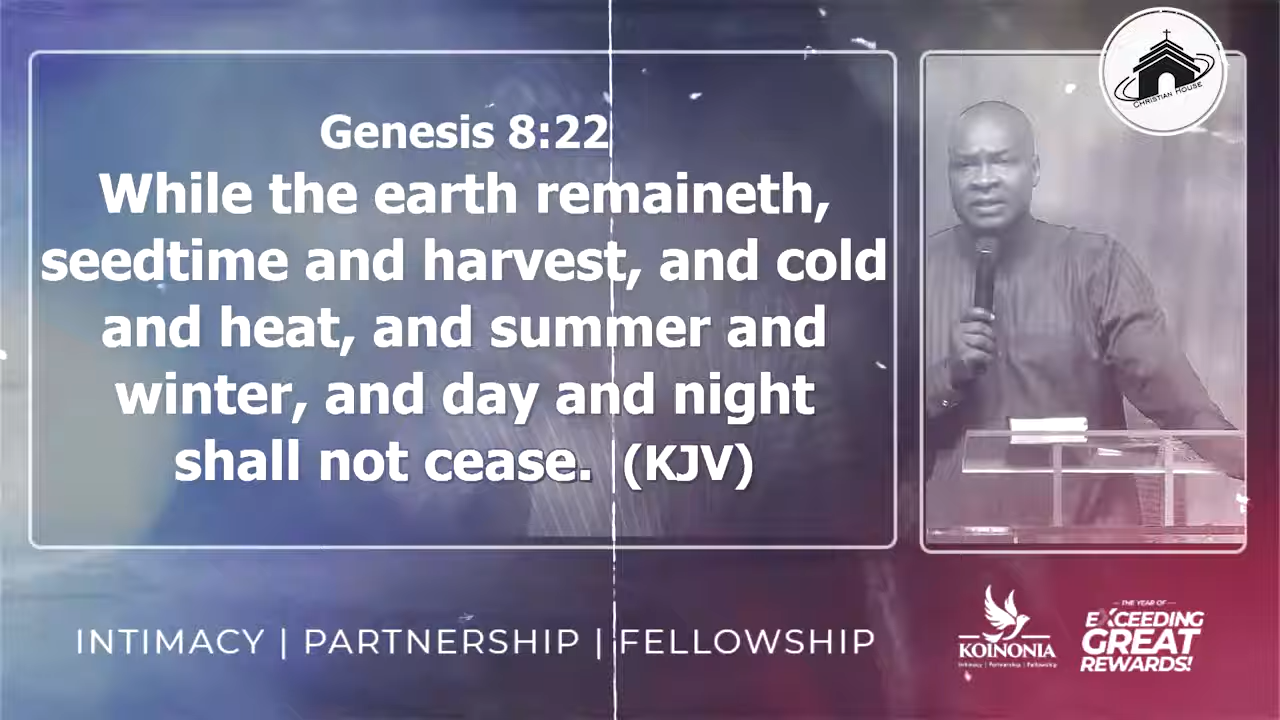 Genesis 8:22
While the earth remaineth,
seedtime and harvest, and cold
and heat, and summer and
winter, and day and night
shall not cease. (KJV)
CHRISTIAN HOUSE
INTIMACY | PARTNERSHIP | FELLOWSHIP
KOINONIA
Intimacy | Partnership | Fellowship
THE YEAR OF
EXCEEDING
GREAT
REWARDS!